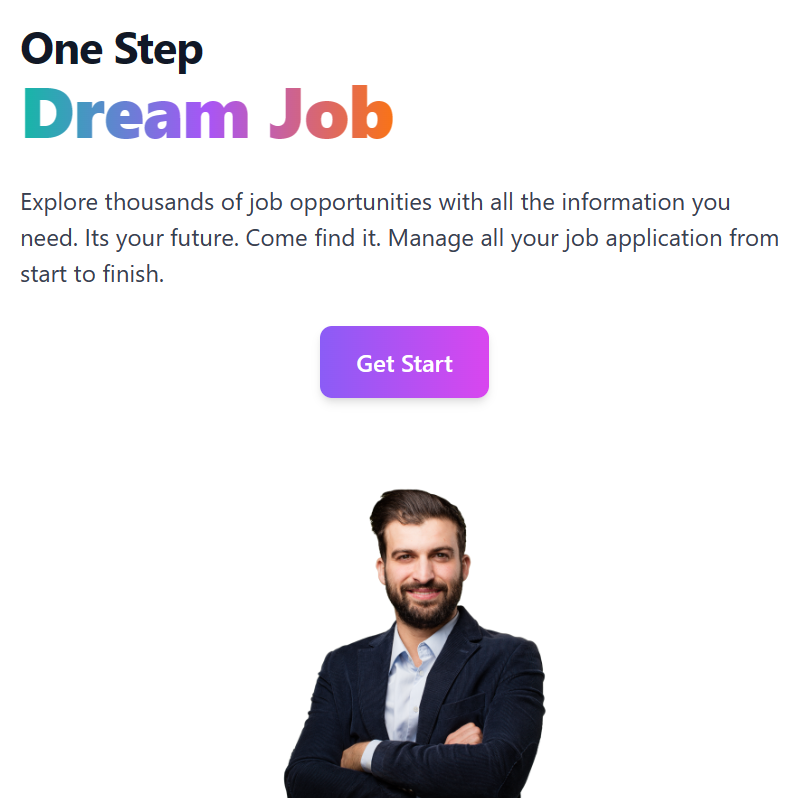 One Step
Dream Job
Explore thousands of job opportunities with all the information you
need. Its your future. Come find it. Manage all your job application from
start to finish.
Get Start